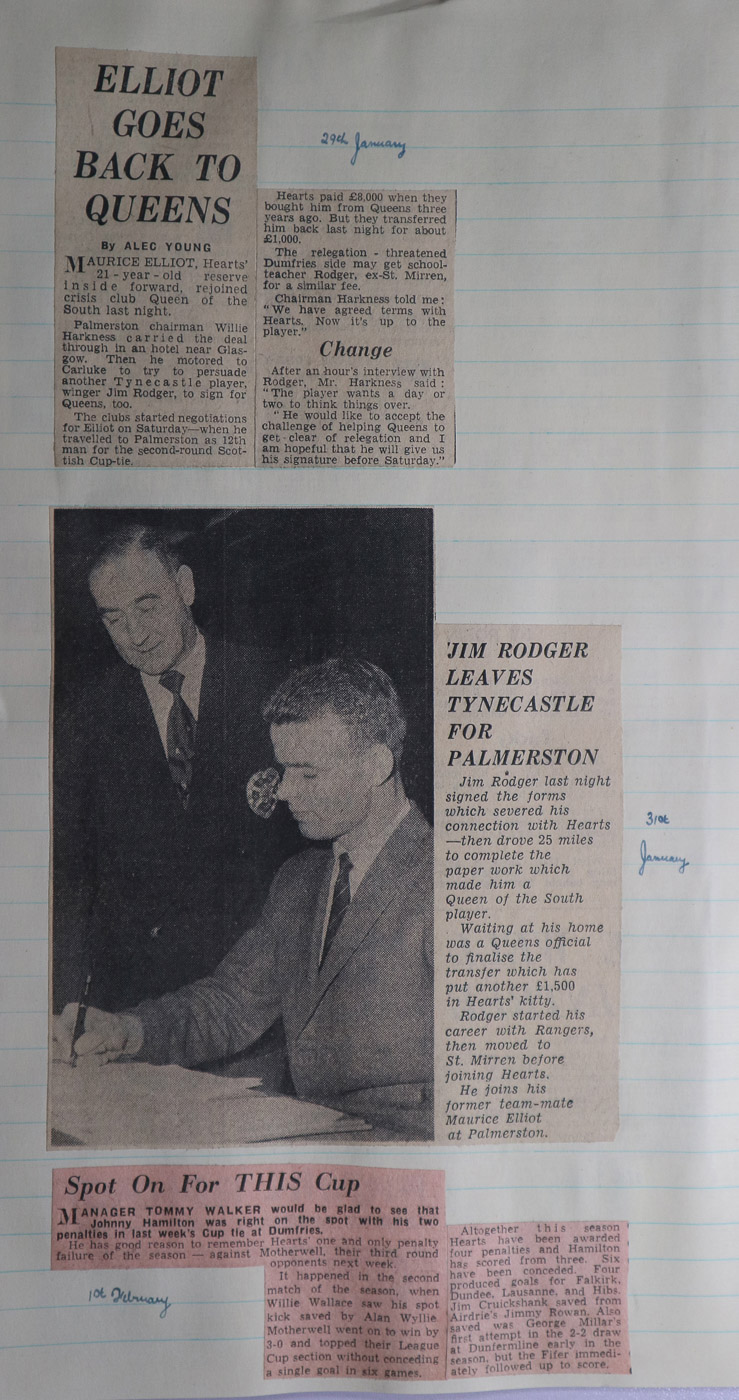 ELLIOT
GOES
BACK TO
QUEENS
By ALEC YOUNG
MAURICE ELLIOT, Hearts'
21-year-old reserve
inside forward, rejoined
crisis club Queen of the
South last night.
Palmerston chairman Willie
Harkness carried the deal
through in an hotel near Glas-
gow. Then he motored to
Carluke to try to persuade
another Tynecastle player,
winger Jim Rodger, to sign for
Queens, too.
The clubs started negotiations
for Elliot on Saturday—when he
travelled to Palmerston as 12th
man for the second-round Scot-
tish Cup-tie.
29th January
Hearts paid £8,000 when they
bought him from Queens three
years ago. But they transferred
him back last night for about
£1,000.
The relegation - threatened
Dumfries side may get school-
teacher Rodger, ex-St. Mirren,
for a similar fee.
Chairman Harkness told me:
"We have agreed terms with
Hearts. Now it's up to the
player."
Change
After an hour's interview with
Rodger, Mr. Harkness said:
"The player wants a day or
two to think things over.
"He would like to accept the
challenge of helping Queens to
get clear of relegation and I
am hopeful that he will give us
his signature before Saturday."
JIM RODGER
LEAVES
TYNECASTLE
FOR
PALMERSTON
Jim Rodger last night
signed the forms
which severed his
connection with Hearts
—then drove 25 miles
to complete the
paper work which
made him a
Queen of the South
player.
Waiting at his home
was a Queens official
to finalise the
transfer which has
put another £1,500
in Hearts' kitty.
Rodger started his
career with Rangers,
then moved to
St. Mirren before
joining Hearts.
He joins his
former team-mate
Maurice Elliot
at Palmerston.
31st
January
Spot On For THIS Cup
MANAGER TOMMY WALKER would be glad to see that
Johnny Hamilton was right on the spot with his two
penalties in last week's Cup tie at Dumfries.
He has good reason to remember Hearts' one and only penalty
failure of the season — against Motherwell, their third round
opponents next week.
It happened in the second
match of the season, when
Willie Wallace saw his spot
kick saved by Alan Wyllie.
Motherwell went on to win by
3-0 and topped their League
Cup section without conceding
a single goal in six games.
1st February
Altogether this season
Hearts have been awarded
four penalties and Hamilton
has scored from three. Six
have been conceded. Four
produced goals for Falkirk,
Dundee, Lausanne, and Hibs.
Jim Cruickshank saved from
Airdrie's Jimmy Rowan. Also
saved was George Millar's
first attempt in the 2-2 draw
at Dunfermline early in the
season, but the Fifer immedi-
ately followed up to score.